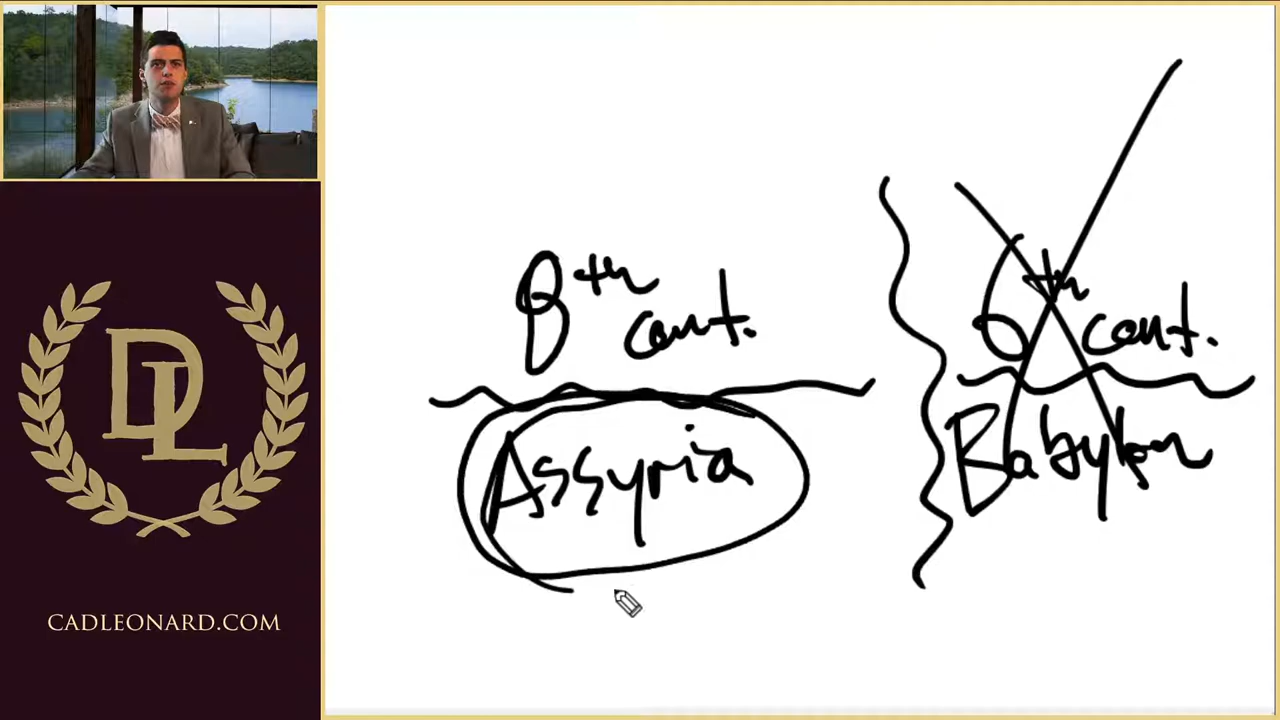 8th
cent.
Assyria
6th
cent.
Babylon
DL
CADLEONARD.COM